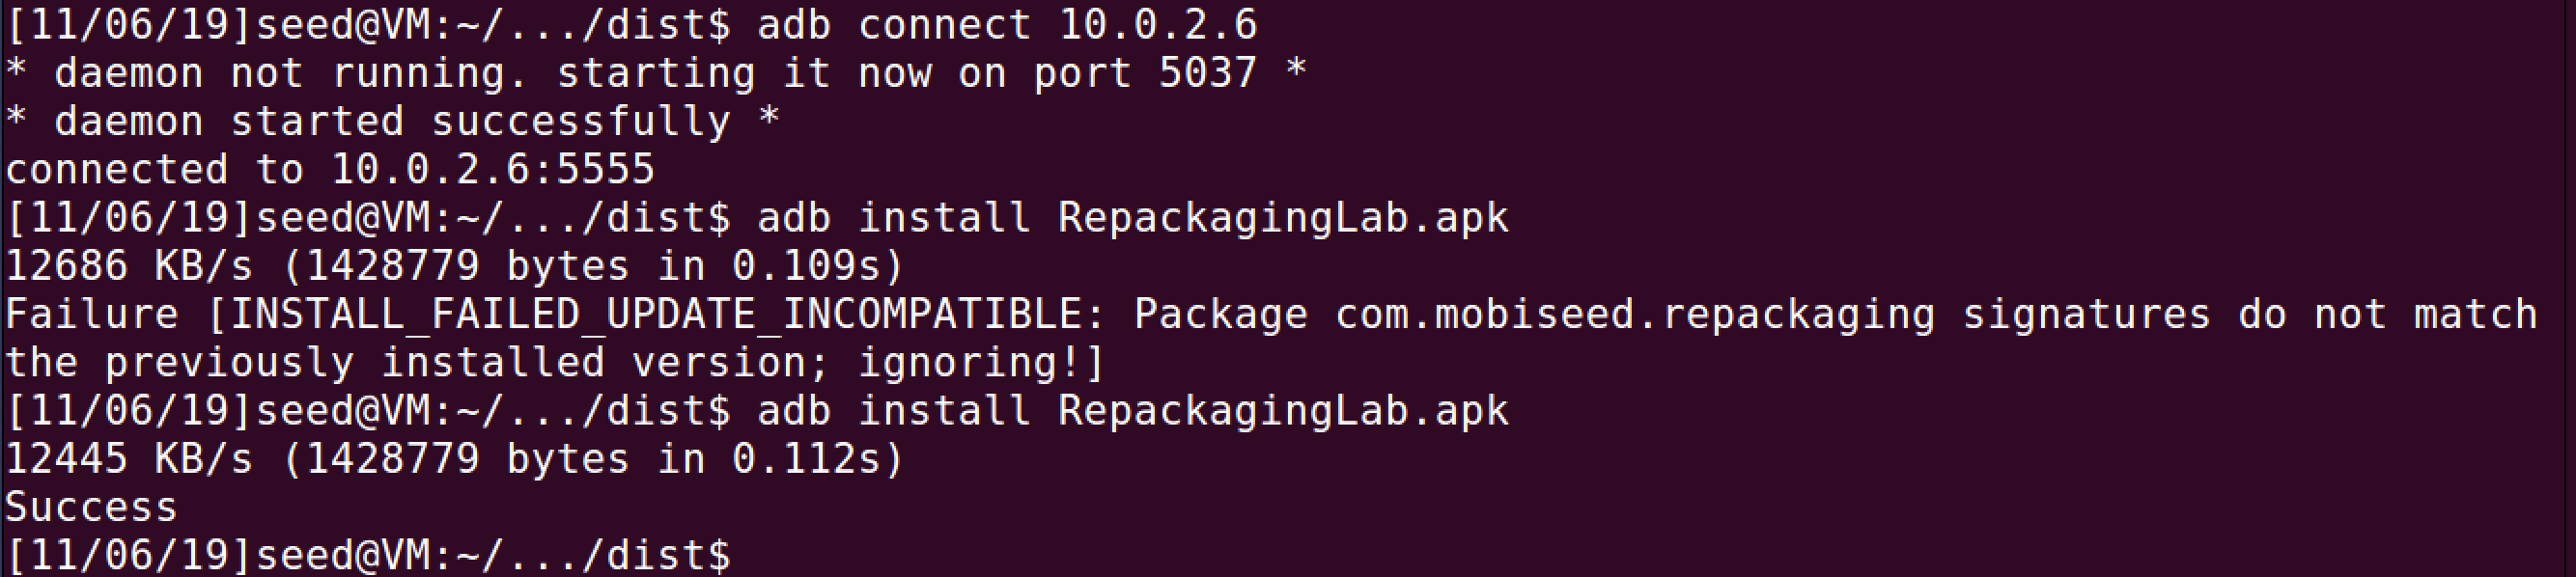 [11/06/19]seed@VM:~/.../dist$ adb connect 10.0.2.6
* daemon not running. starting it now on port 5037 *
* daemon started successfully *
connected to 10.0.2.6:5555
[11/06/19]seed@VM:~/.../dist$ adb install RepackagingLab.apk
12686 KB/s (1428779 bytes in 0.109s)
Failure [INSTALL_FAILED_UPDATE_INCOMPATIBLE: Package com.mobiseed.repackaging signatures do not match
the previously installed version; ignoring!]
[11/06/19]seed@VM:~/.../dist$ adb install RepackagingLab.apk
12445 KB/s (1428779 bytes in 0.112s)
Success
[11/06/19]seed@VM:~/.../dist$